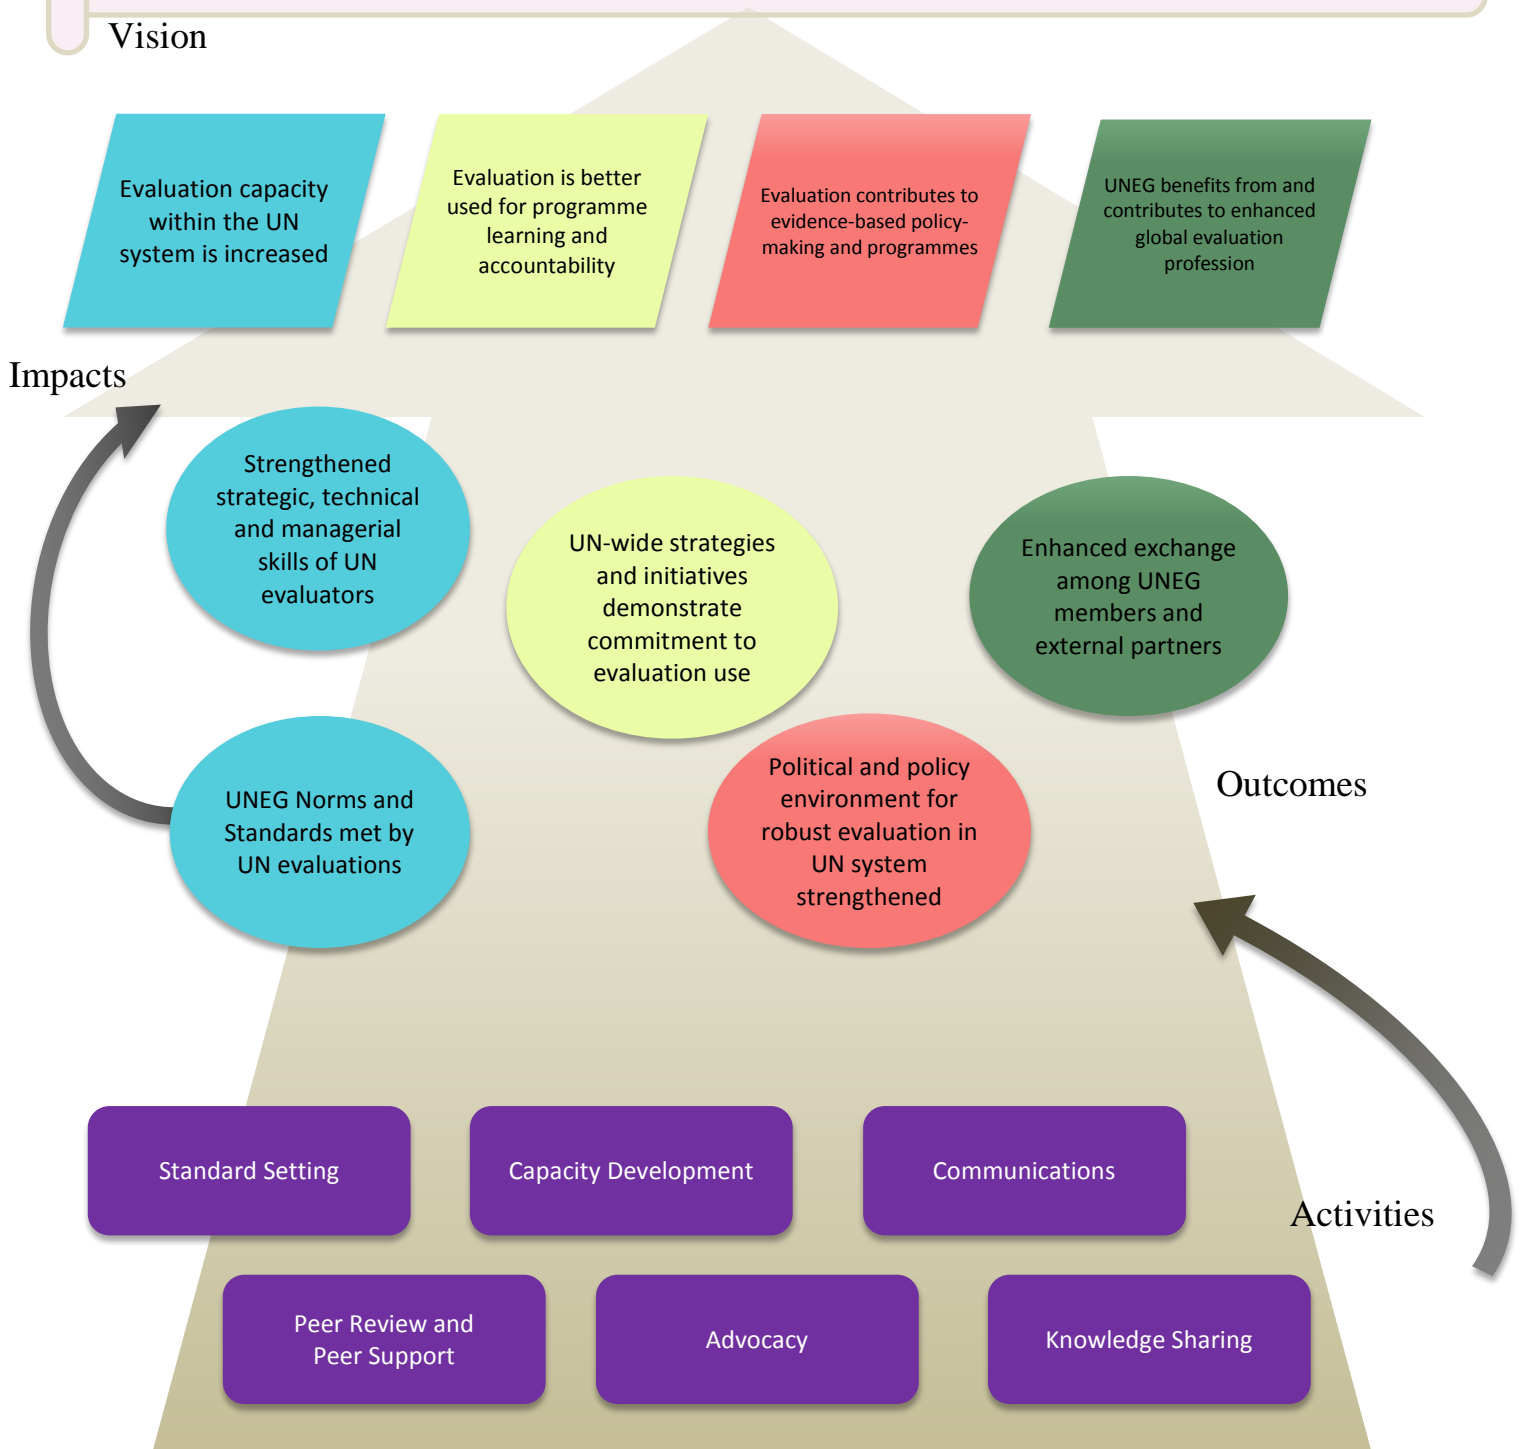 Vision
Evaluation capacity
within the UN
system is increased
Evaluation is better
used for programme
learning and
accountability
Evaluation contributes to
evidence-based policy-
making and programmes
UNEG benefits from and
contributes to enhanced
global evaluation
profession
Impacts
Strengthened
strategic, technical
and managerial
skills of UN
evaluators
UN-wide strategies
and initiatives
demonstrate
commitment to
evaluation use
Enhanced exchange
among UNEG
members and
external partners
UNEG Norms and
Standards met by
UN evaluations
Political and policy
environment for
robust evaluation in
UN system
strengthened
Outcomes
Standard Setting
Capacity Development
Communications
Activities
Peer Review and
Peer Support
Advocacy
Knowledge Sharing